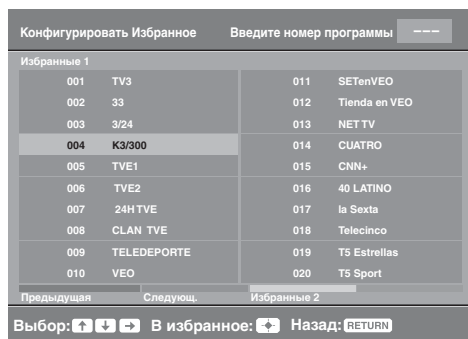 Конфигурировать Избранное Введите номер программы ---
Избранные 1
001 TV3 011 SETenVEO
002 33 012 Tienda en VEO
003 3/24 013 NET TV
004 K3/300 014 CUATRO
005 TVE1 015 CNN+
006 TVE2 016 40 LATINO
007 24H TVE 017 la Sexta
008 CLAN TVE 018 Telecinco
009 TELEDEPORTE 019 T5 Estrellas
010 VEO 020 T5 Sport
Предыдущая Следующ. Избранные 2
Выбор: ↑ ↓ → В избранное: Назад: RETURN